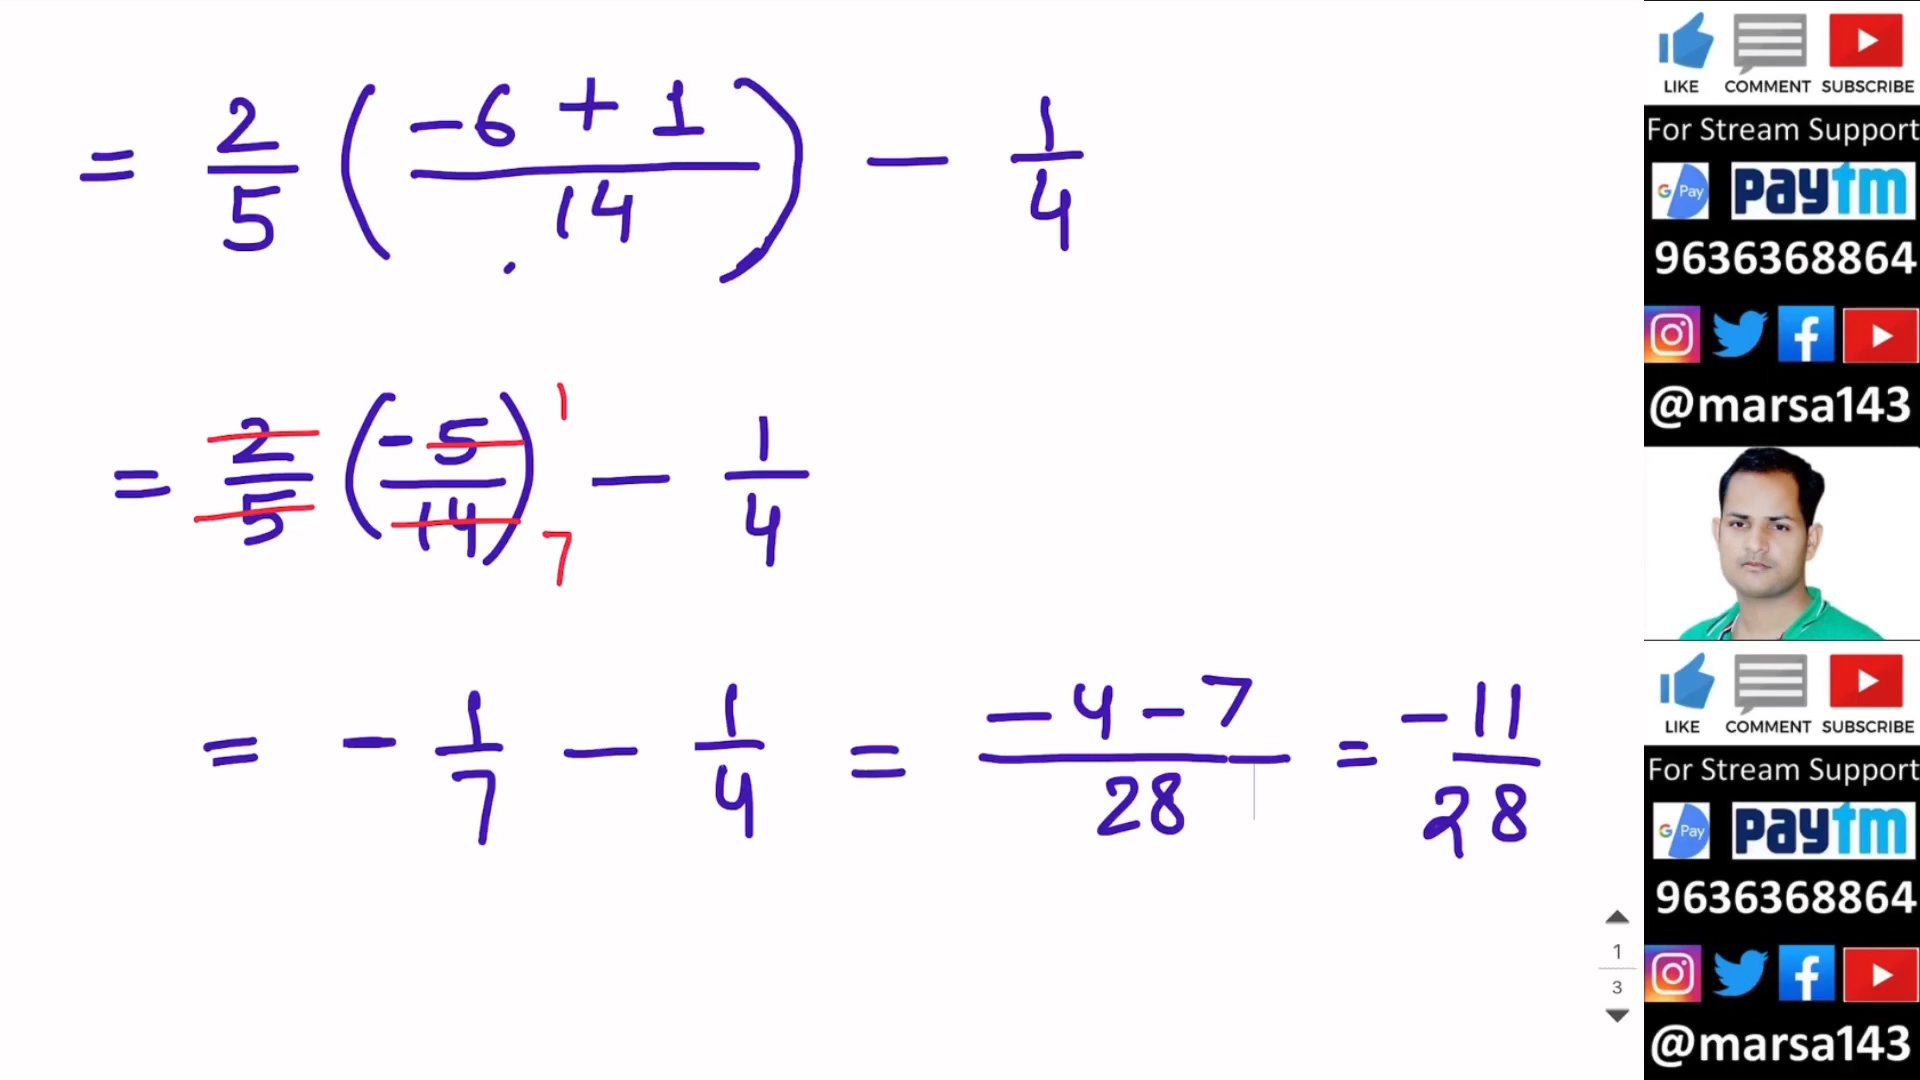 = 2/5 ( (-6 + 1)/14 ) - 1/4
= 2/5 ( -5/14 ) 1 7 - 1/4
= - 1/7 - 1/4 = (-4 - 7)/28 = -11/28
LIKE COMMENT SUBSCRIBE
For Stream Support
G Pay paytm
9636368864
@marsa143
LIKE COMMENT SUBSCRIBE
For Stream Support
G Pay paytm
9636368864
@marsa143
1
3